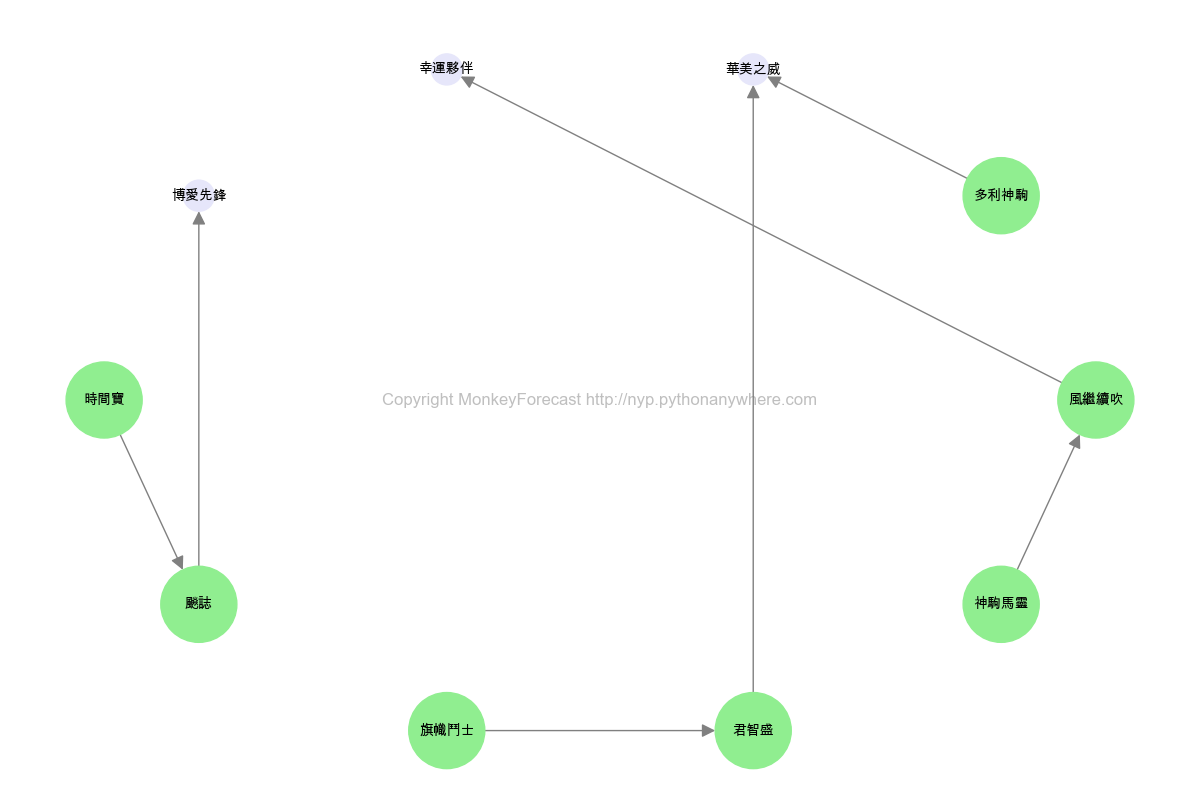 幸運夥伴
華美之威
博愛先鋒
多利神駒
時間寶
Copyright MonkeyForecast http://nyp.pythonanywhere.com
風繼續吹
颷誌
神駒馬靈
旗幟鬥士
君智盛